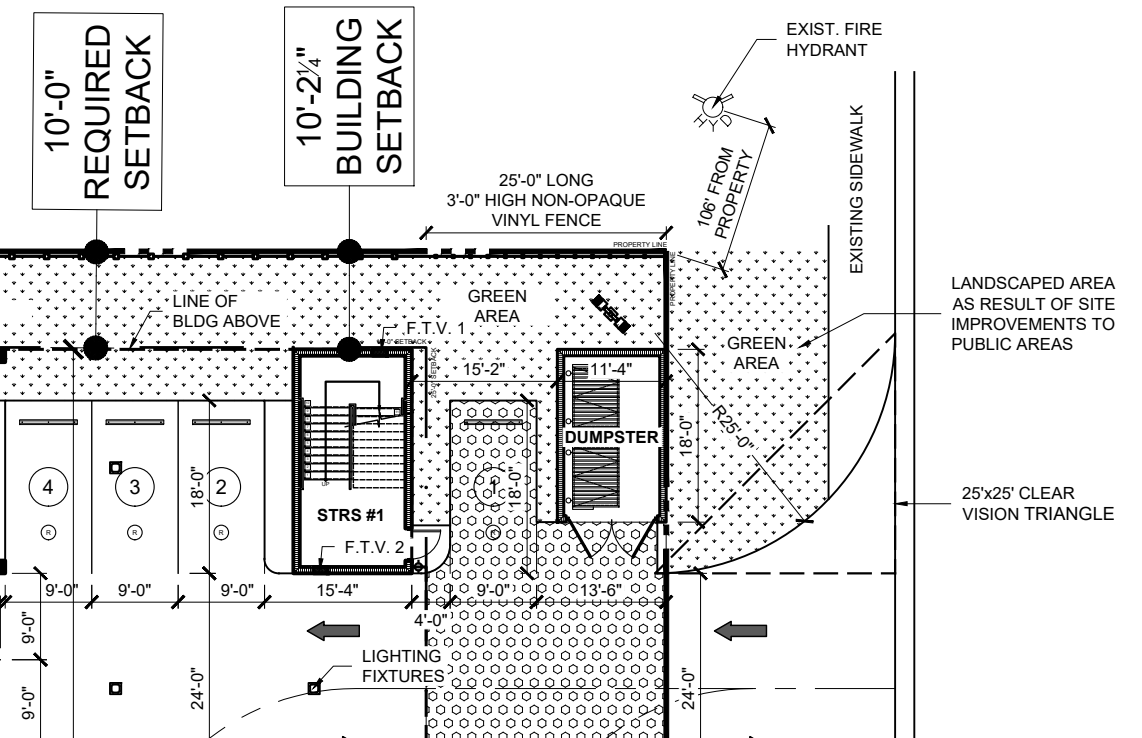 10'-0"
REQUIRED
SETBACK
10'-2¼"
BUILDING
SETBACK
EXIST. FIRE
HYDRANT
HYD
106' FROM
PROPERTY
EXISTING SIDEWALK
25'-0" LONG
3'-0" HIGH NON-OPAQUE
VINYL FENCE
PROPERTY LINE
PROPERTY LINE
LINE OF
BLDG ABOVE
GREEN
AREA
F.T.V. 1
GREEN
AREA
LANDSCAPED AREA
AS RESULT OF SITE
IMPROVEMENTS TO
PUBLIC AREAS
15'-2"
11'-4"
R25'-0"
DUMPSTER
18'-0"
4
3
2
1
18'-0"
18'-0"
R
R
R
R
UP
STRS #1
F.T.V. 2
25'x25' CLEAR
VISION TRIANGLE
9'-0"
9'-0"
9'-0"
15'-4"
4'-0"
9'-0"
13'-6"
9'-0"
9'-0"
24'-0"
LIGHTING
FIXTURES
24'-0"